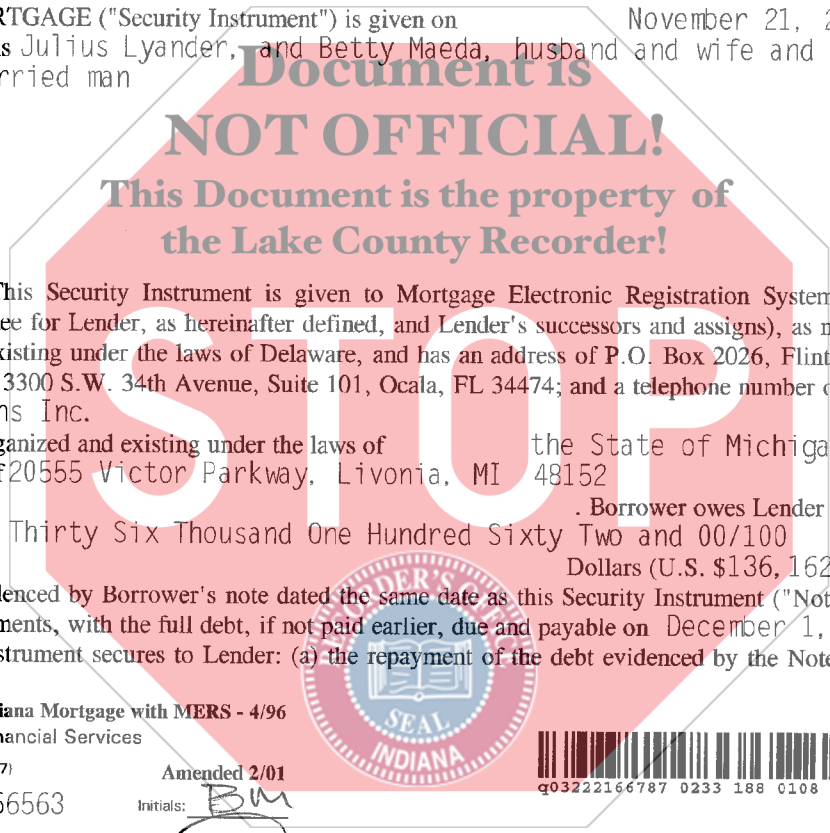 RTGAGE ("Security Instrument") is given on November 21, 2
s Julius Lyander, and Betty Maeda, husband and wife and
rried man
Document is
NOT OFFICIAL!
This Document is the property of
the Lake County Recorder!
This Security Instrument is given to Mortgage Electronic Registration System
ee for Lender, as hereinafter defined, and Lender's successors and assigns), as m
xisting under the laws of Delaware, and has an address of P.O. Box 2026, Flint
3300 S.W. 34th Avenue, Suite 101, Ocala, FL 34474; and a telephone number o
ns Inc.
ganized and existing under the laws of the State of Michiga
f 20555 Victor Parkway, Livonia, MI 48152
. Borrower owes Lender
Thirty Six Thousand One Hundred Sixty Two and 00/100
Dollars (U.S. $136,162
denced by Borrower's note dated the same date as this Security Instrument ("Not
ments, with the full debt, if not paid earlier, due and payable on December 1,
strument secures to Lender: (a) the repayment of the debt evidenced by the Note
STOP
RECORDER'S OFFICE
SEAL
INDIANA
iana Mortgage with MERS - 4/96
nancial Services
7)
Amended 2/01
66563
Initials: BM
q03222166787 0233 188 0108